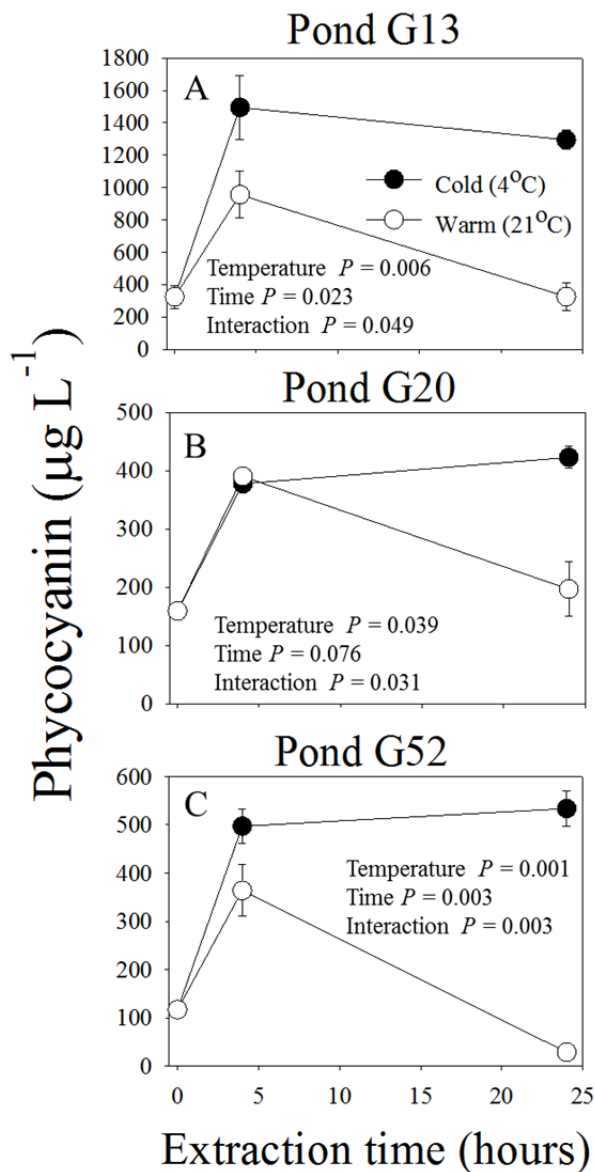 Pond G13
1800
1600
1400
1200
1000
800
600
400
200
0
A
Cold (4°C)
Warm (21°C)
Temperature P = 0.006
Time P = 0.023
Interaction P = 0.049
Pond G20
500
400
300
200
100
0
B
Temperature P = 0.039
Time P = 0.076
Interaction P = 0.031
Pond G52
600
500
400
300
200
100
0
C
Temperature P = 0.001
Time P = 0.003
Interaction P = 0.003
0 5 10 15 20 25
Extraction time (hours)
Phycocyanin (µg L⁻¹)